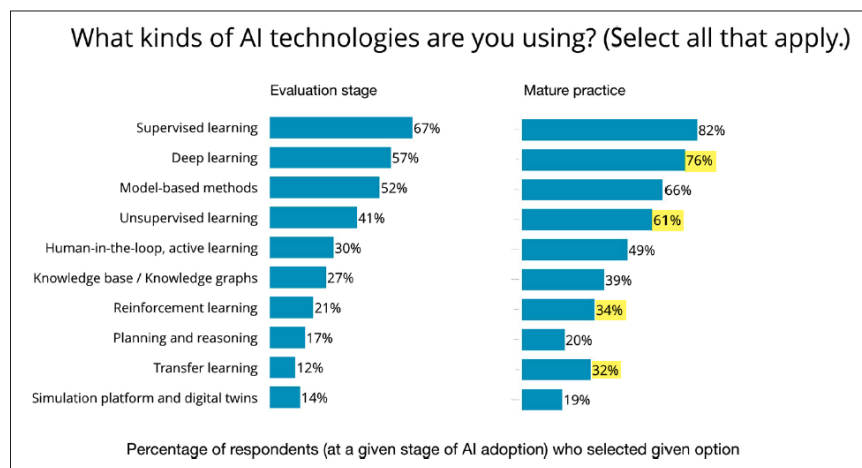 What kinds of AI technologies are you using? (Select all that apply.)
Evaluation stage Mature practice
Supervised learning 67% 82%
Deep learning 57% 76%
Model-based methods 52% 66%
Unsupervised learning 41% 61%
Human-in-the-loop, active learning 30% 49%
Knowledge base / Knowledge graphs 27% 39%
Reinforcement learning 21% 34%
Planning and reasoning 17% 20%
Transfer learning 12% 32%
Simulation platform and digital twins 14% 19%
Percentage of respondents (at a given stage of AI adoption) who selected given option